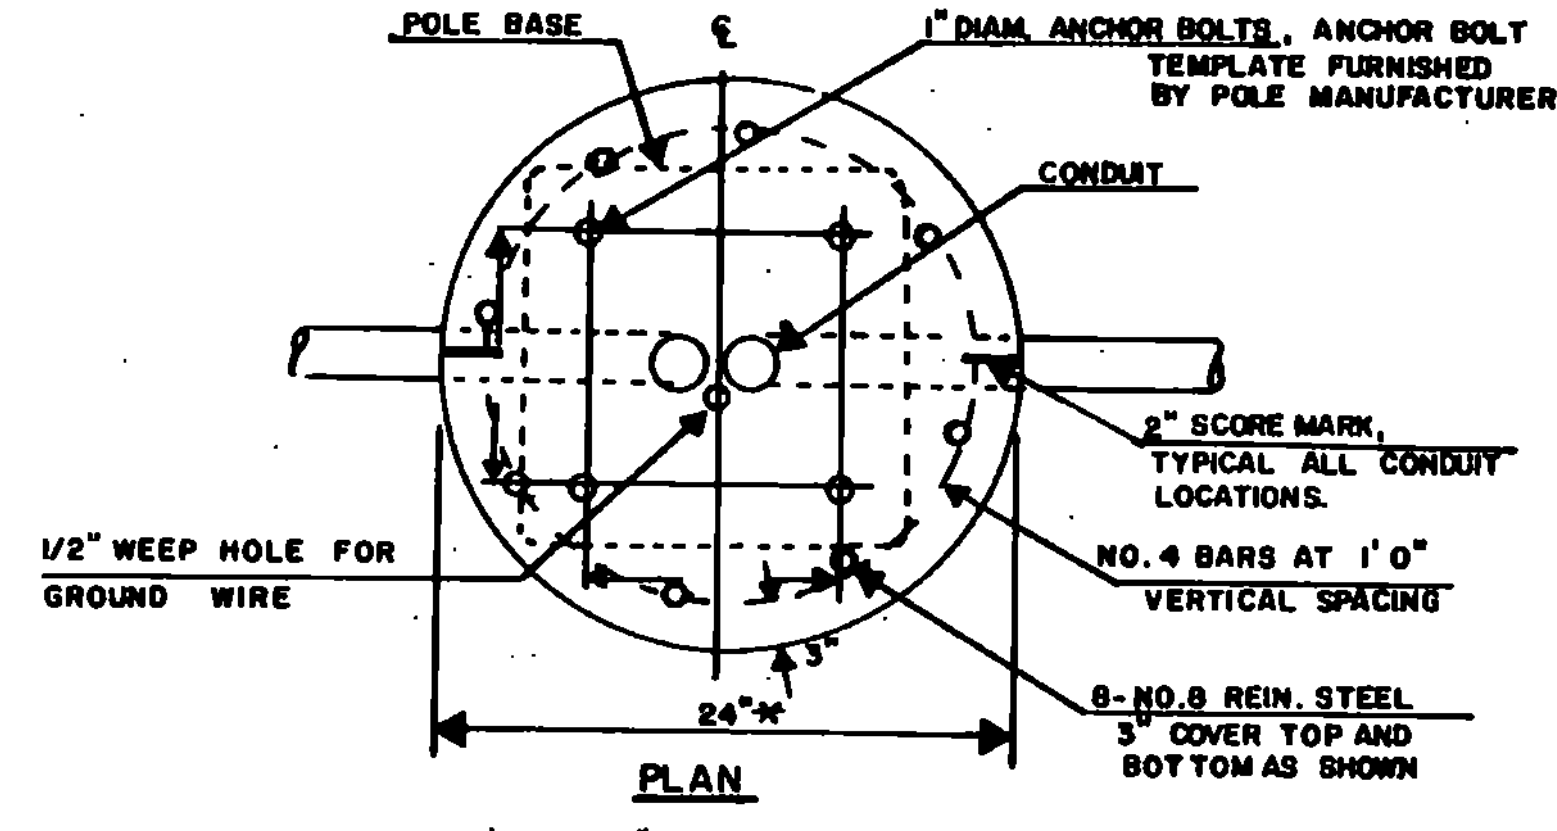 POLE BASE
℄
1" DIAM. ANCHOR BOLTS, ANCHOR BOLT
TEMPLATE FURNISHED
BY POLE MANUFACTURER
CONDUIT
2" SCORE MARK,
TYPICAL ALL CONDUIT
LOCATIONS.
1/2" WEEP HOLE FOR
GROUND WIRE
NO. 4 BARS AT 1' 0"
VERTICAL SPACING
3"
8-NO.8 REIN. STEEL
3" COVER TOP AND
BOTTOM AS SHOWN
24"*
PLAN